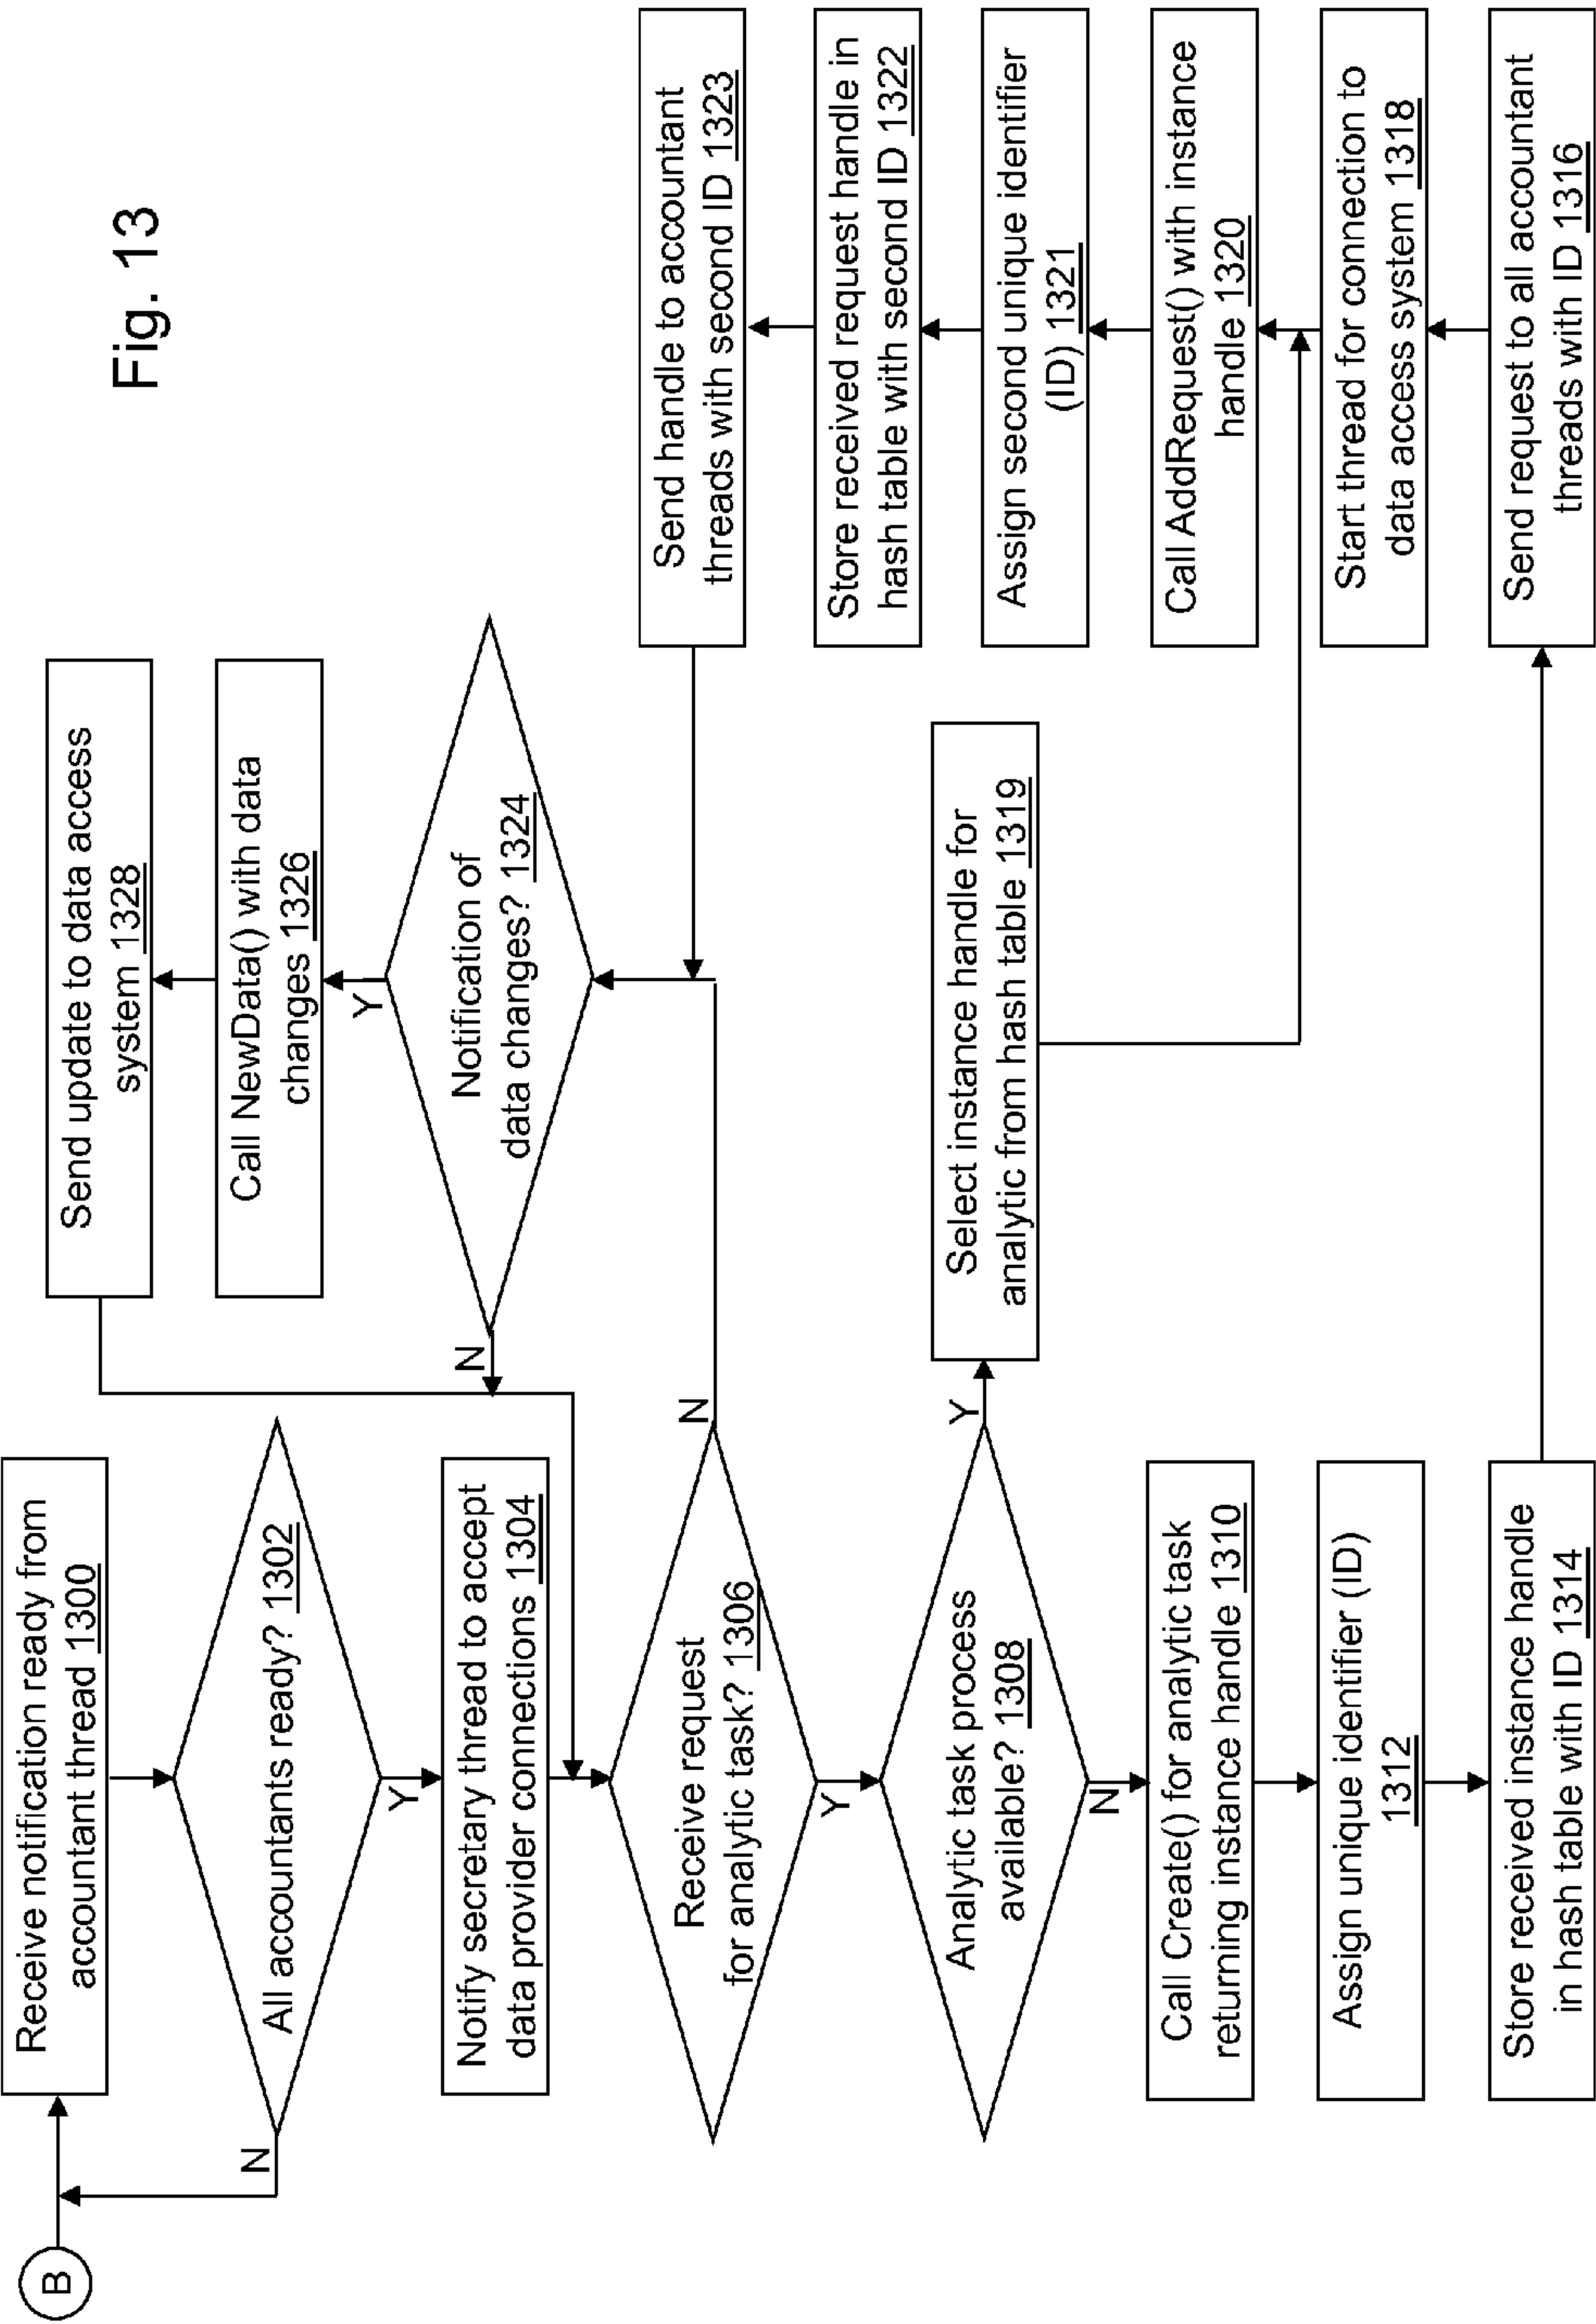 Fig. 13
B
Receive notification ready from
accountant thread 1300
N
All accountants ready? 1302
Y
Notify secretary thread to accept
data provider connections 1304
Receive request
for analytic task? 1306
N
Y
Analytic task process
available? 1308
Y
N
Call Create() for analytic task
returning instance handle 1310
Assign unique identifier (ID)
1312
Store received instance handle
in hash table with ID 1314
Send request to all accountant
threads with ID 1316
Start thread for connection to
data access system 1318
Select instance handle for
analytic from hash table 1319
Call AddRequest() with instance
handle 1320
Assign second unique identifier
(ID) 1321
Store received request handle in
hash table with second ID 1322
Send handle to accountant
threads with second ID 1323
Notification of
data changes? 1324
N
Y
Call NewData() with data
changes 1326
Send update to data access
system 1328